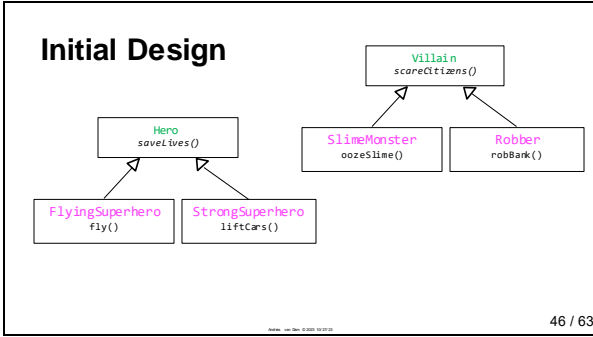 Initial Design
Villain
scareCitizens()
Hero
saveLives()
SlimeMonster
oozeSlime()
Robber
robBank()
FlyingSuperhero
fly()
StrongSuperhero
liftCars()
46 / 63